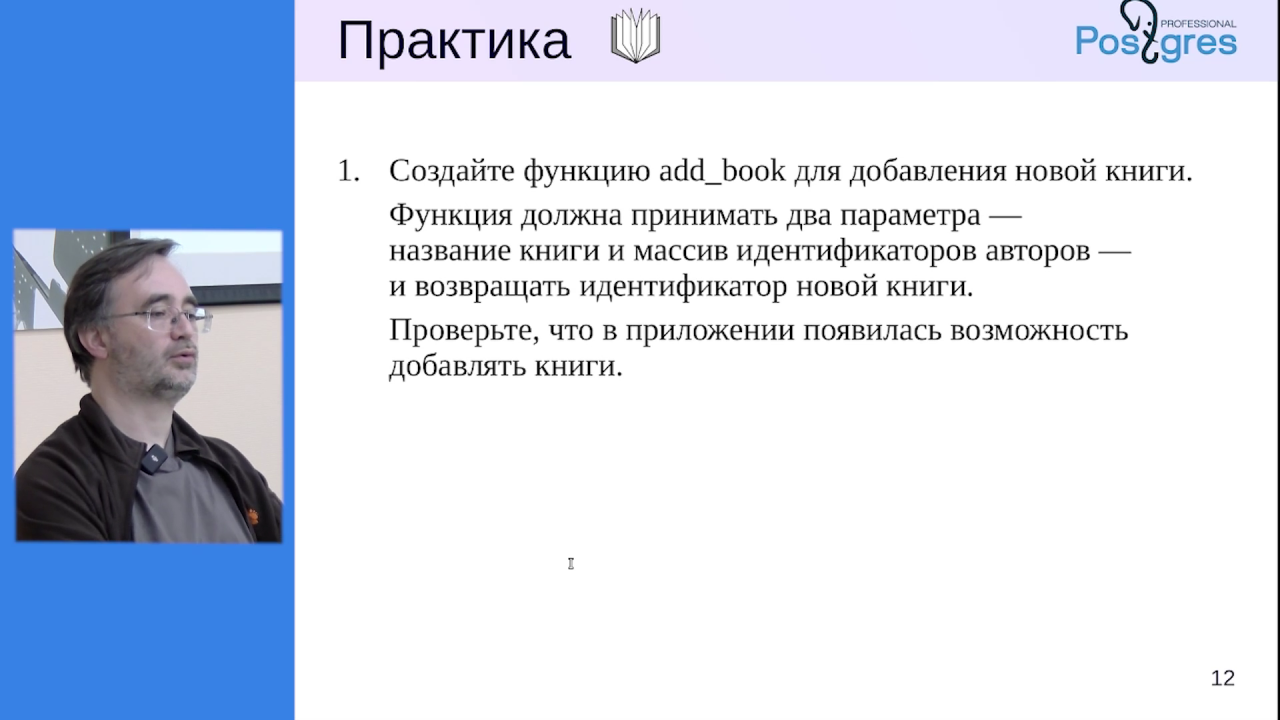 Практика
PROFESSIONAL
Postgres
1. Создайте функцию add_book для добавления новой книги.
Функция должна принимать два параметра —
название книги и массив идентификаторов авторов —
и возвращать идентификатор новой книги.
Проверьте, что в приложении появилась возможность
добавлять книги.
12